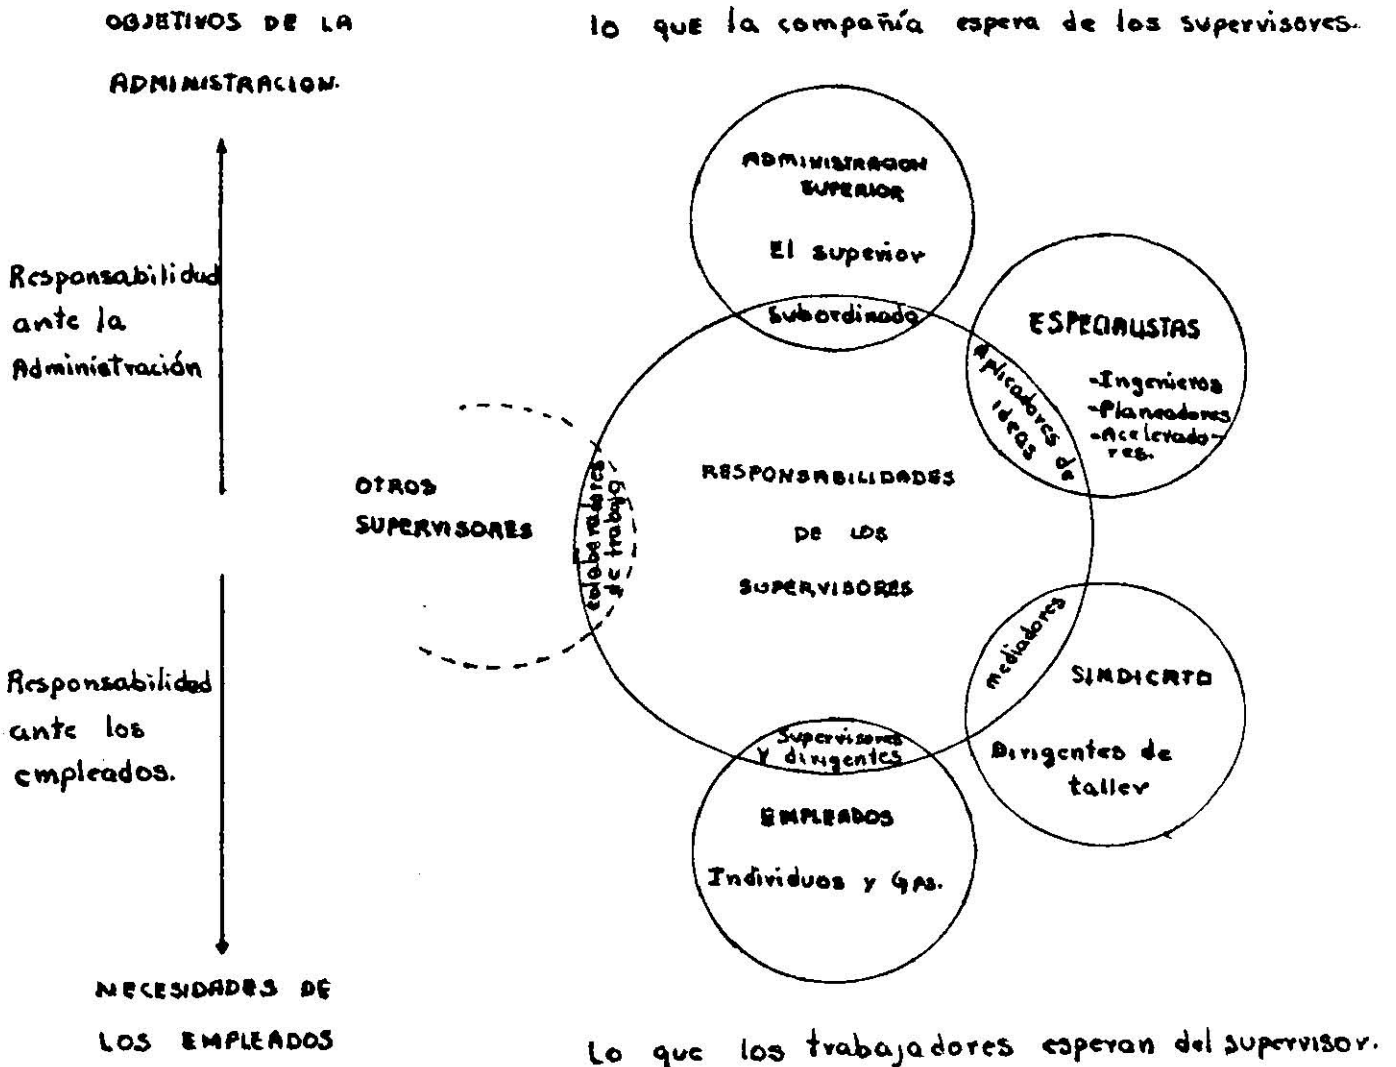 OBJETIVOS DE LA
ADMINISTRACION.
lo que la compañía espera de los supervisores.
Responsabilidad
ante la
Administración
ADMINISTRACION
SUPERIOR
El superior
Subordinado
ESPECIALISTAS
-Ingenieros
-Planeadores
-Acelerado-
res.
Aplicadores de
ideas
OTROS
SUPERVISORES
colaboradores
de trabajo
RESPONSABILIDADES
DE LOS
SUPERVISORES
mediadores
SINDICATO
Dirigentes de
taller
Responsabilidad
ante los
empleados.
Supervisores
y dirigentes
EMPLEADOS
Individuos y Gps.
NECESIDADES DE
LOS EMPLEADOS
Lo que los trabajadores esperan del supervisor.